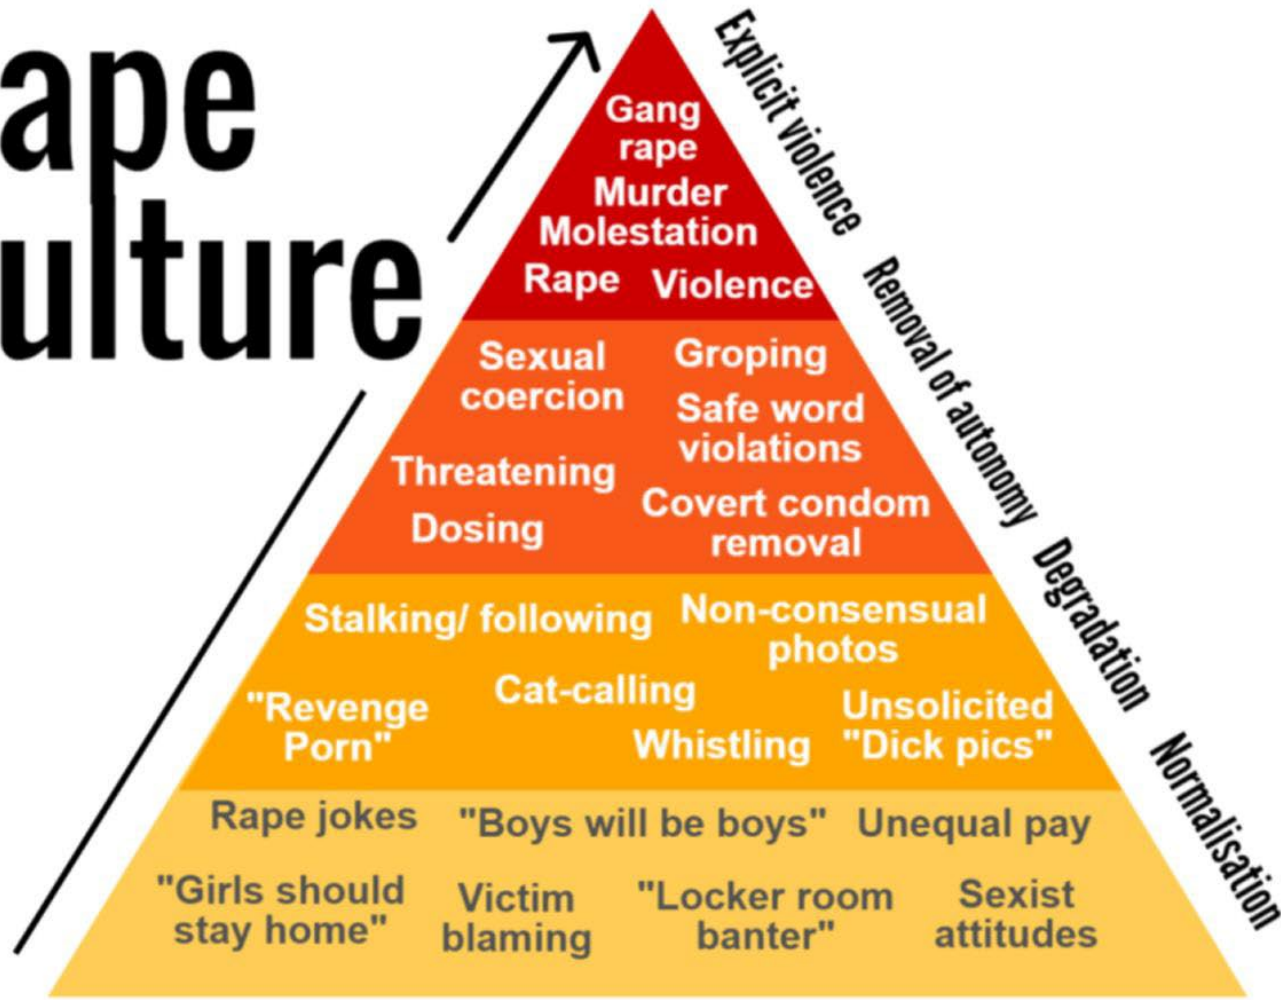 ape
ulture
Explicit violence
Gang
rape
Murder
Molestation
Rape Violence
Removal of autonomy
Sexual
coercion
Groping
Safe word
violations
Threatening
Dosing
Covert condom
removal
Degradation
Stalking/ following
Non-consensual
photos
"Revenge
Porn"
Cat-calling
Whistling
Unsolicited
"Dick pics"
Normalisation
Rape jokes
"Boys will be boys"
Unequal pay
"Girls should
stay home"
Victim
blaming
"Locker room
banter"
Sexist
attitudes